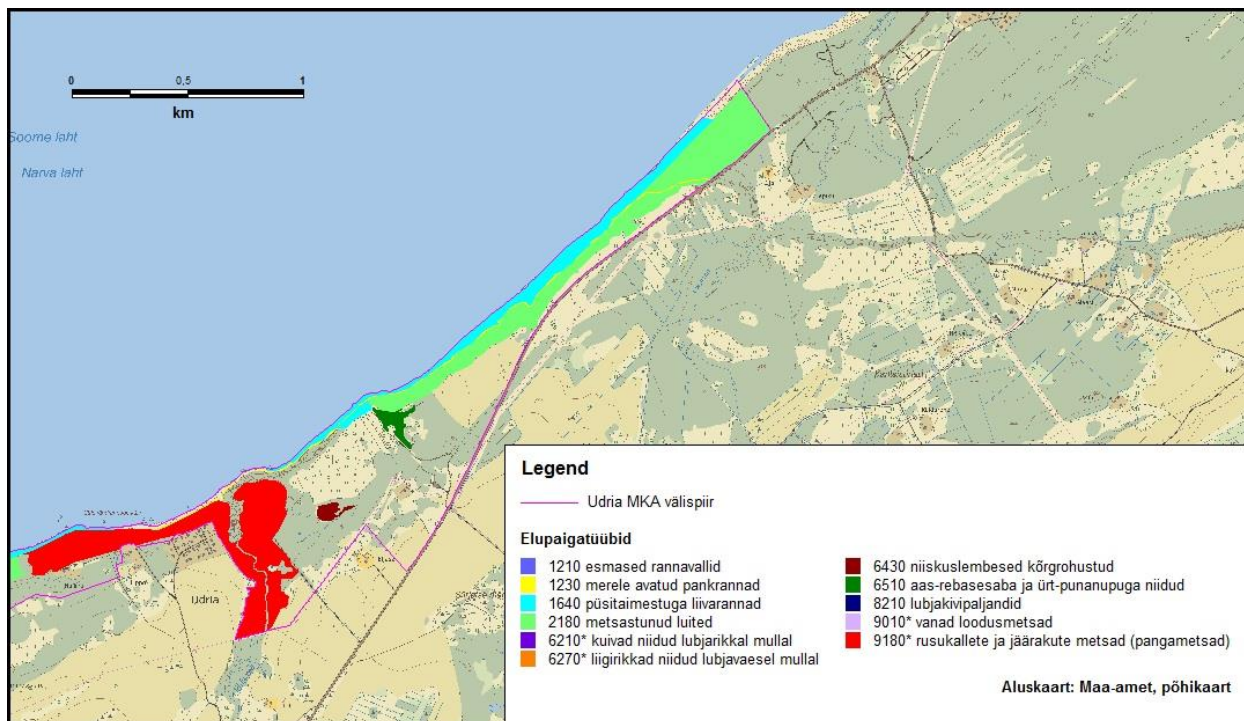 0 0,5 1
km
Soome laht
Narva laht
Udria
Legend
Udria MKA välispiir
Elupaigatüübid
1210 esmased rannavallid
1230 merele avatud pankrannad
1640 püsitaimestuga liivarannad
2180 metsastunud luited
6210* kuivad niidud lubjarikkal mullal
6270* liigirikkad niidud lubjavaesel mullal
6430 niiskuslembesed kõrgrohustud
6510 aas-rebasesaba ja ürt-punanupuga niidud
8210 lubjakivipaljandid
9010* vanad loodusmetsad
9180* rusukallete ja jäärakute metsad (pangametsad)
Aluskaart: Maa-amet, põhikaart